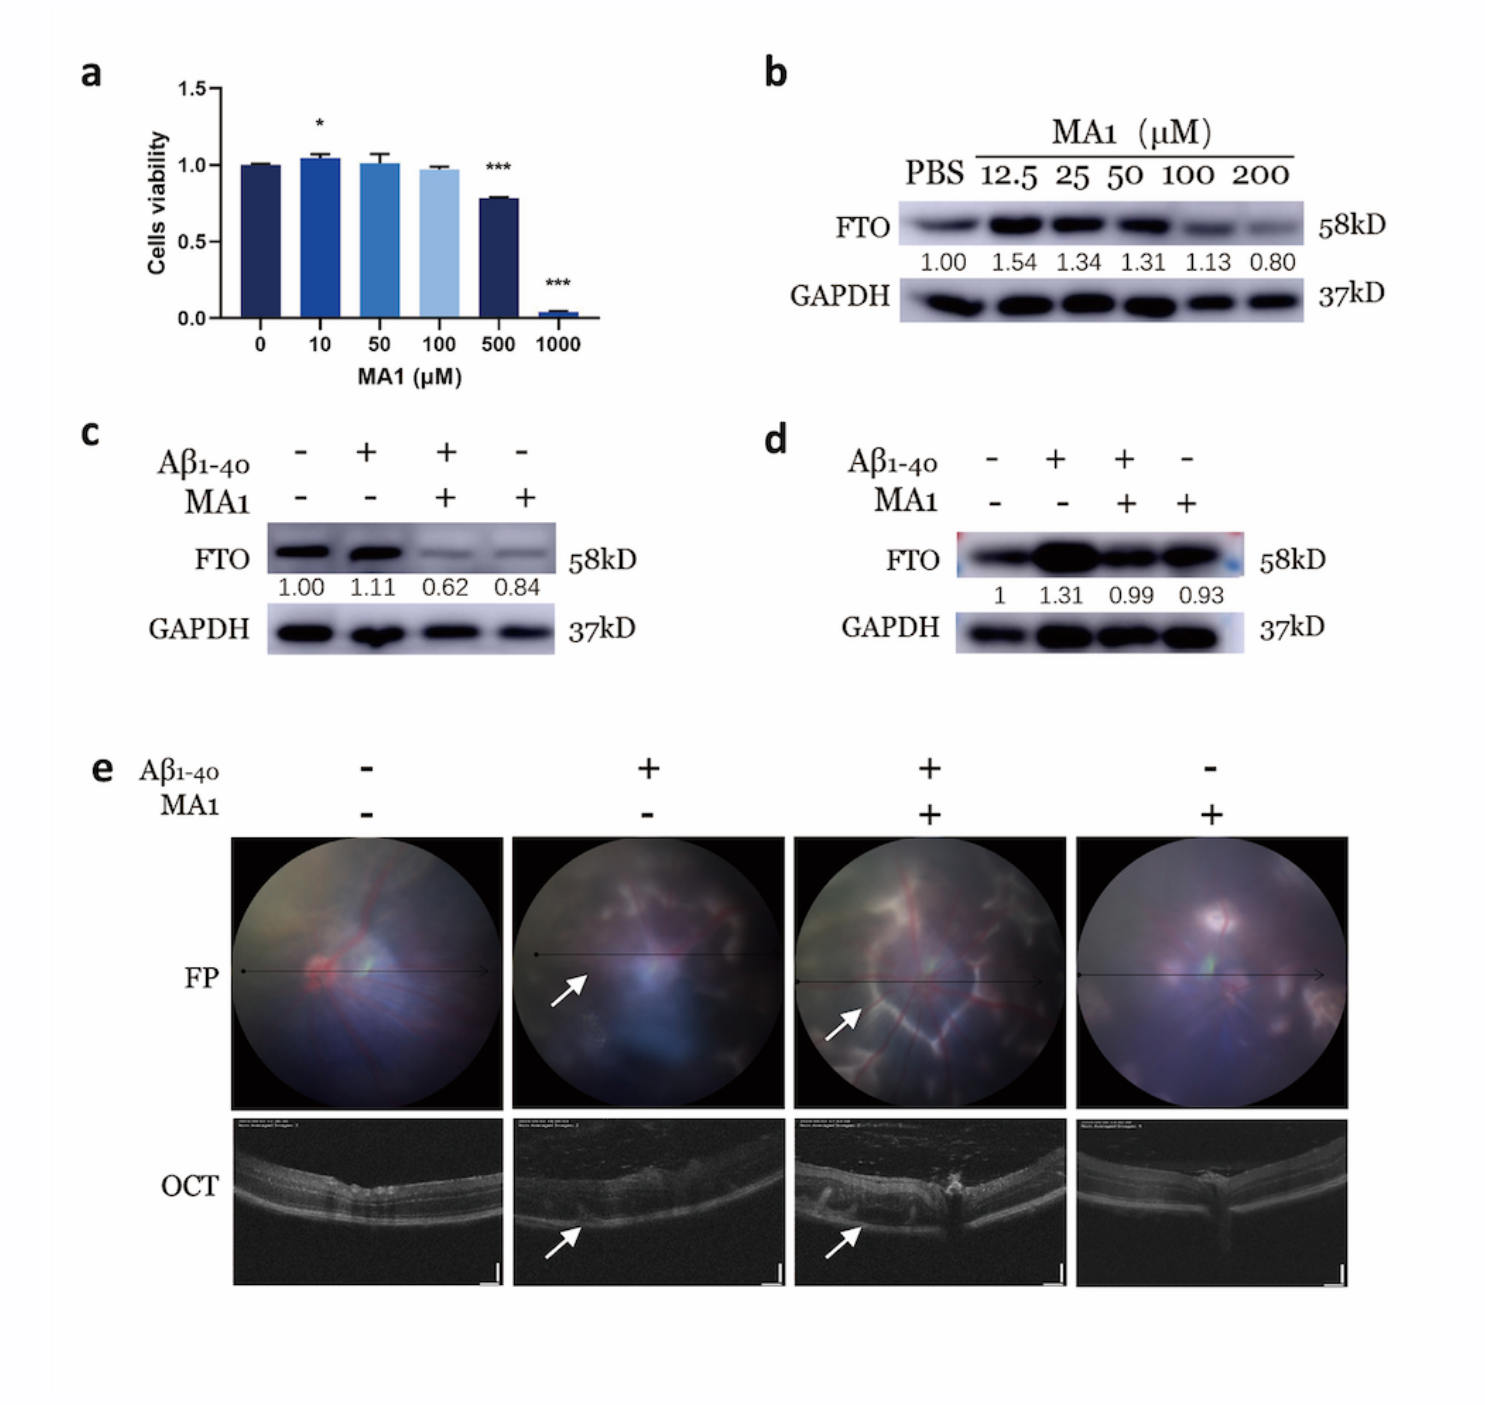 a
1.5
1.0
0.5
0.0
Cells viability
*
***
***
0 10 50 100 500 1000
MA1 (μM)
b
MA1 (μM)
PBS 12.5 25 50 100 200
FTO 58kD
1.00 1.54 1.34 1.31 1.13 0.80
GAPDH 37kD
c
Aβ1-40 - + + -
MA1 - - + +
FTO 58kD
1.00 1.11 0.62 0.84
GAPDH 37kD
d
Aβ1-40 - + + -
MA1 - - + +
FTO 58kD
1 1.31 0.99 0.93
GAPDH 37kD
e
Aβ1-40 - + + -
MA1 - - + +
FP
OCT